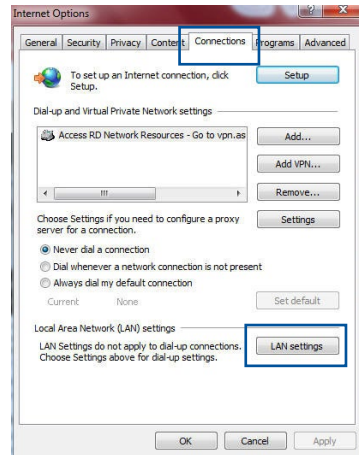 Internet Options
General Security Privacy Content Connections Programs Advanced
To set up an Internet connection, click
Setup.
Setup
Dial-up and Virtual Private Network settings
Access RD Network Resources - Go to vpn.as
Add...
Add VPN...
Remove...
Choose Settings if you need to configure a proxy
server for a connection.
Settings
Never dial a connection
Dial whenever a network connection is not present
Always dial my default connection
Current None
Set default
Local Area Network (LAN) settings
LAN Settings do not apply to dial-up connections.
Choose Settings above for dial-up settings.
LAN settings
OK Cancel Apply